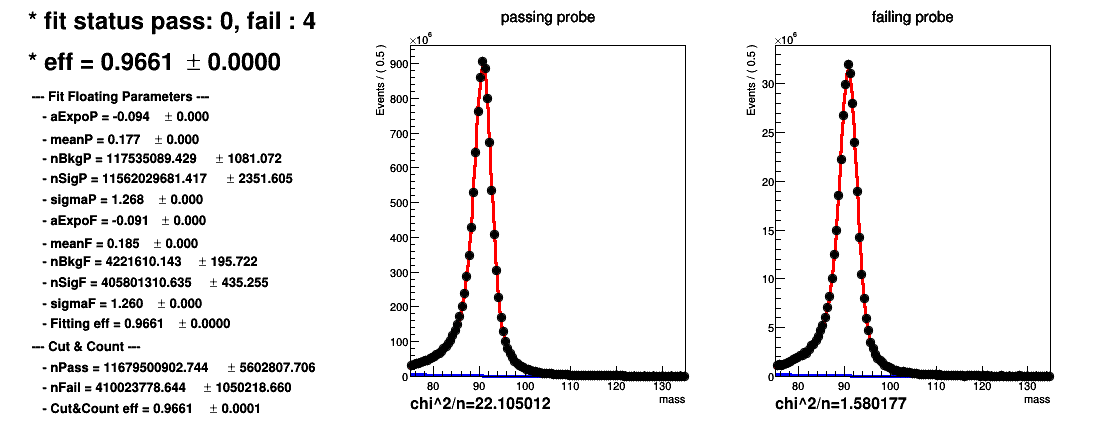 * fit status pass: 0, fail : 4
* eff = 0.9661 ± 0.0000
--- Fit Floating Parameters ---
- aExpoP = -0.094 ± 0.000
- meanP = 0.177 ± 0.000
- nBkgP = 117535089.429 ± 1081.072
- nSigP = 11562029681.417 ± 2351.605
- sigmaP = 1.268 ± 0.000
- aExpoF = -0.091 ± 0.000
- meanF = 0.185 ± 0.000
- nBkgF = 4221610.143 ± 195.722
- nSigF = 405801310.635 ± 435.255
- sigmaF = 1.260 ± 0.000
- Fitting eff = 0.9661 ± 0.0000
--- Cut & Count ---
- nPass = 11679500902.744 ± 5602807.706
- nFail = 410023778.644 ± 1050218.660
- Cut&Count eff = 0.9661 ± 0.0001
passing probe
×10⁶
Events / ( 0.5 )
900
800
700
600
500
400
300
200
100
0
80 90 100 110 120 130
mass
chi^2/n=22.105012
failing probe
×10⁶
Events / ( 0.5 )
30
25
20
15
10
5
0
80 90 100 110 120 130
mass
chi^2/n=1.580177